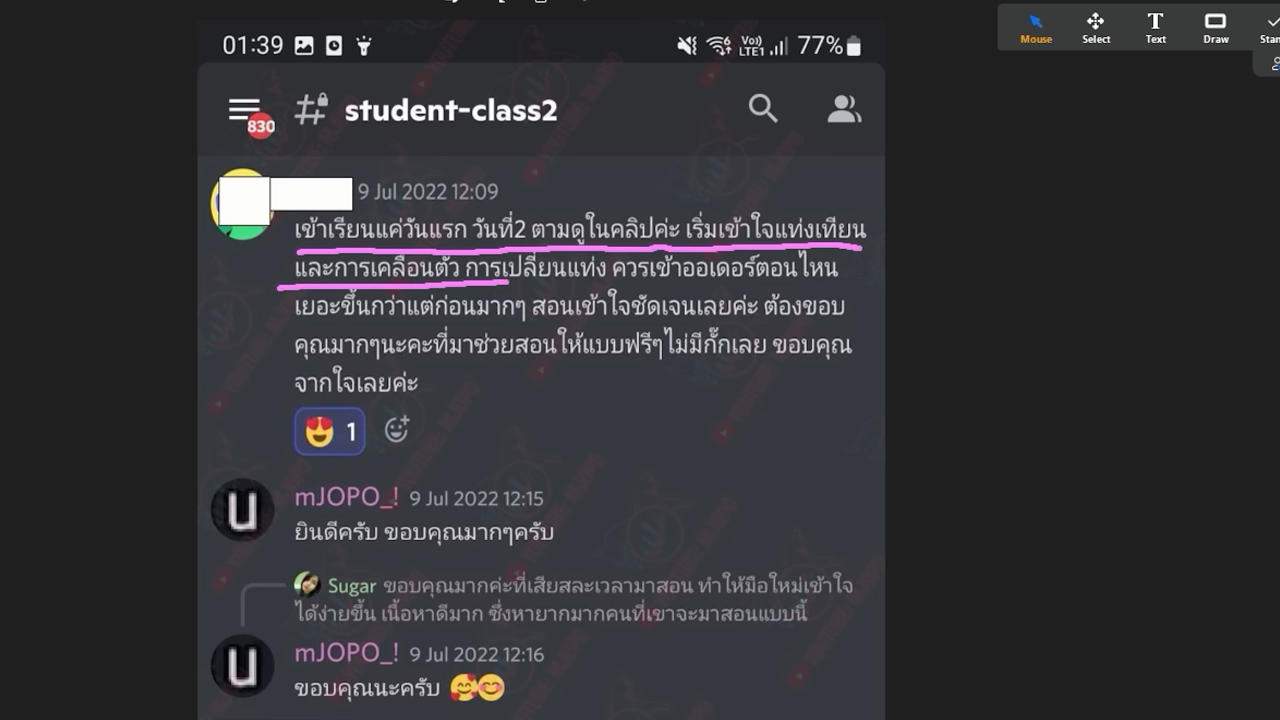 01:39 Vo) LTE1 77%
Mouse Select Text Draw
830 student-class2
9 Jul 2022 12:09
เข้าเรียนแค่วันแรก วันที่2 ตามดูในคลิปค่ะ เริ่มเข้าใจแท่งเทียน
และการเคลื่อนตัว การเปลี่ยนแท่ง ควรเข้าออเดอร์ตอนไหน
เยอะขึ้นกว่าแต่ก่อนมากๆ สอนเข้าใจชัดเจนเลยค่ะ ต้องขอบ
คุณมากๆนะคะที่มาช่วยสอนให้แบบฟรีๆไม่มีกั๊กเลย ขอบคุณ
จากใจเลยค่ะ
1
mJOPO_! 9 Jul 2022 12:15
ยินดีครับ ขอบคุณมากๆครับ
Sugar ขอบคุณมากค่ะที่เสียสละเวลามาสอน ทำให้มือใหม่เข้าใจ
ได้ง่ายขึ้น เนื้อหาดีมาก ซึ่งหายากมากคนที่เขาจะมาสอนแบบนี้
mJOPO_! 9 Jul 2022 12:16
ขอบคุณนะครับ